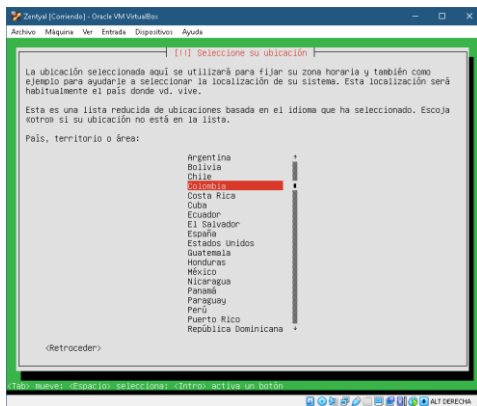 Zentyal [Corriendo] - Oracle VM VirtualBox
Archivo Máquina Ver Entrada Dispositivos Ayuda
[!!] Seleccione su ubicación
La ubicación seleccionada aquí se utilizará para fijar su zona horaria y también como
ejemplo para ayudarle a seleccionar la localización de su sistema. Esta localización será
habitualmente el país donde vd. vive.
Esta es una lista reducida de ubicaciones basada en el idioma que ha seleccionado. Escoja
«otro» si su ubicación no está en la lista.
País, territorio o área:
Argentina
Bolivia
Chile
Colombia
Costa Rica
Cuba
Ecuador
El Salvador
España
Estados Unidos
Guatemala
Honduras
México
Nicaragua
Panamá
Paraguay
Perú
Puerto Rico
República Dominicana
<Retroceder>
<Tab> mueve; <Espacio> selecciona; <Intro> activa un botón
ALT DERECHA